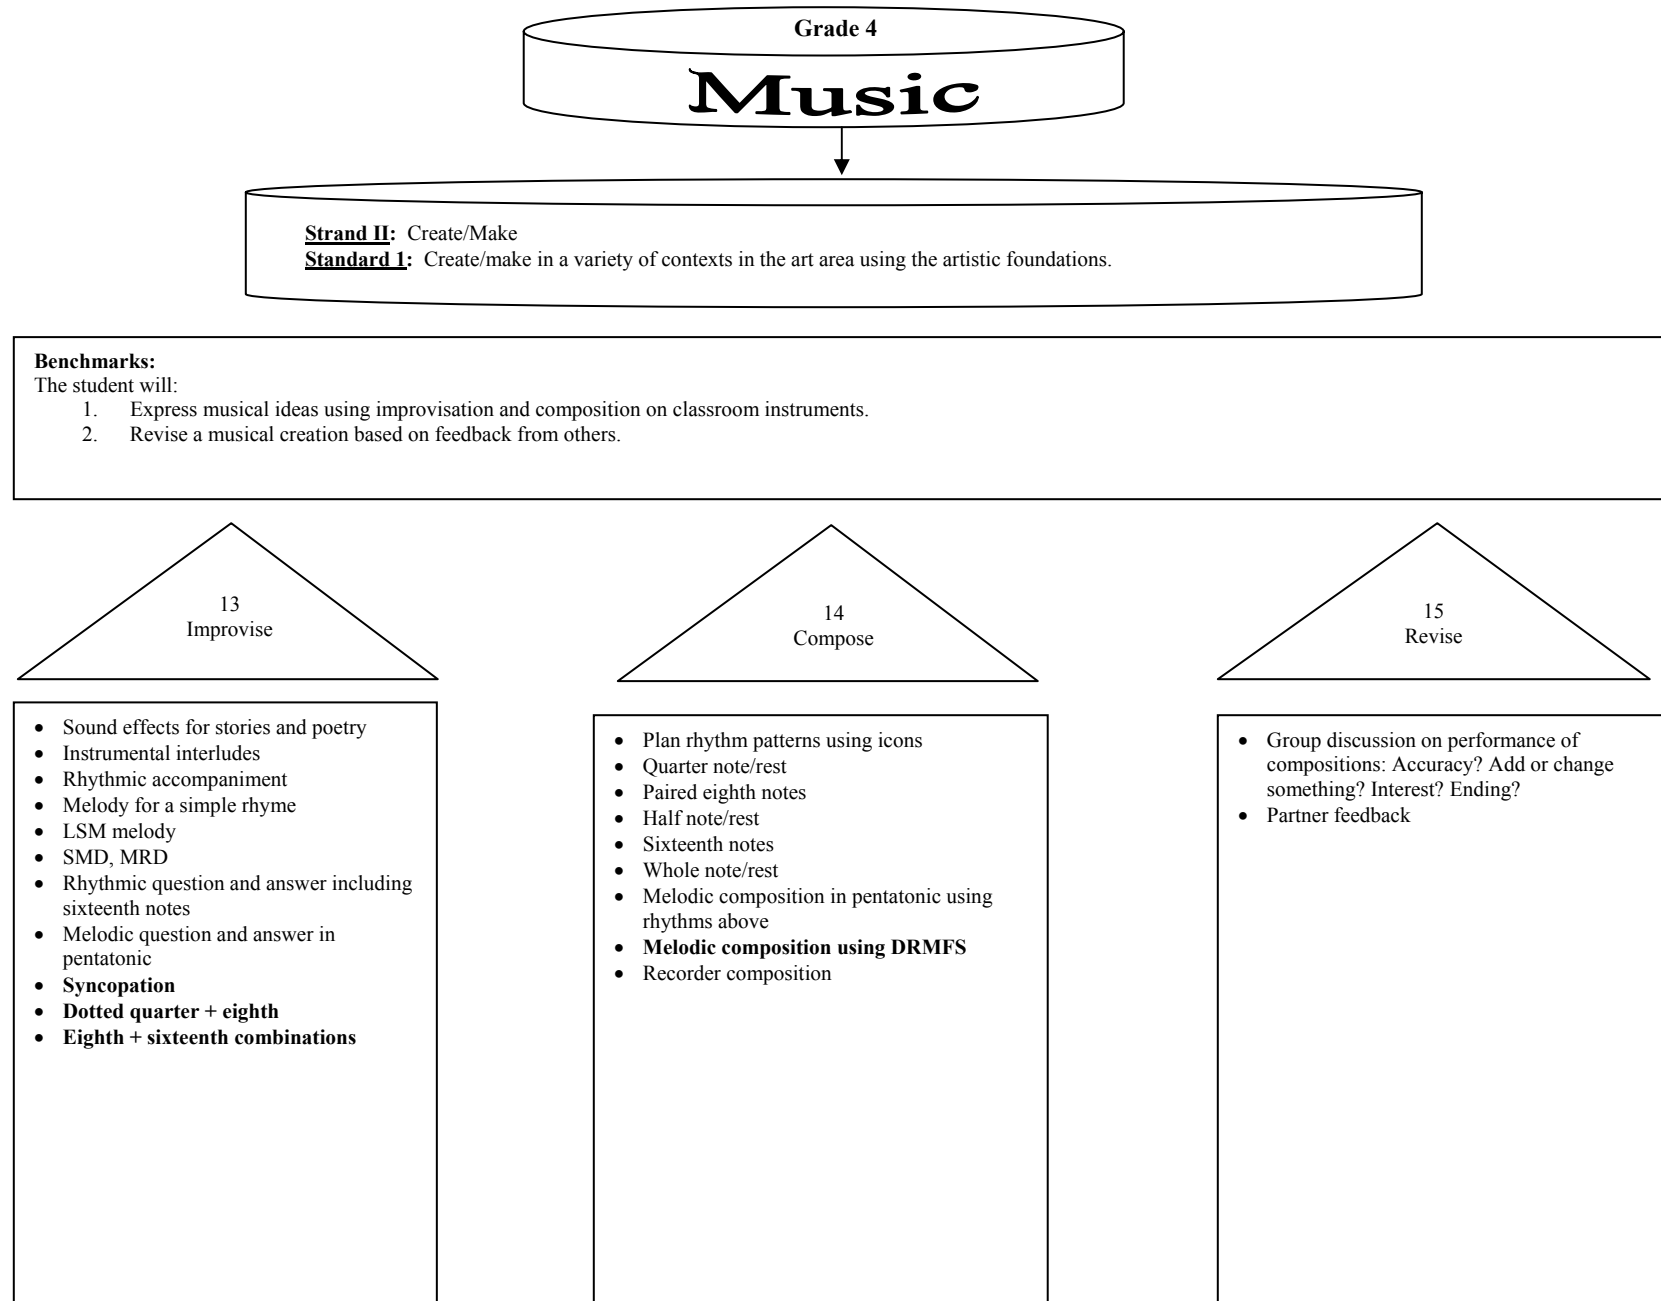 Grade 4
Music
Strand II: Create/Make
Standard 1: Create/make in a variety of contexts in the art area using the artistic foundations.
Benchmarks:
The student will:
1. Express musical ideas using improvisation and composition on classroom instruments.
2. Revise a musical creation based on feedback from others.
13
Improvise
• Sound effects for stories and poetry
• Instrumental interludes
• Rhythmic accompaniment
• Melody for a simple rhyme
• LSM melody
• SMD, MRD
• Rhythmic question and answer including
sixteenth notes
• Melodic question and answer in
pentatonic
• Syncopation
• Dotted quarter + eighth
• Eighth + sixteenth combinations
14
Compose
• Plan rhythm patterns using icons
• Quarter note/rest
• Paired eighth notes
• Half note/rest
• Sixteenth notes
• Whole note/rest
• Melodic composition in pentatonic using
rhythms above
• Melodic composition using DRMFS
• Recorder composition
15
Revise
• Group discussion on performance of
compositions: Accuracy? Add or change
something? Interest? Ending?
• Partner feedback